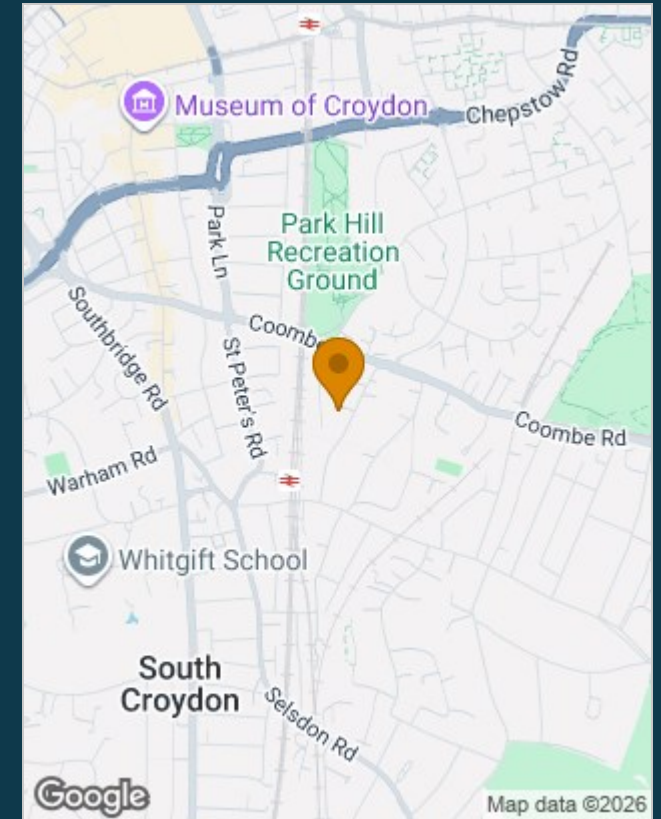 Museum of Croydon
Chepstow Rd
Park Hill
Recreation
Ground
Park Ln
Southbridge Rd
Coombe
St Peter's Rd
Coombe Rd
Warham Rd
Whitgift School
South
Croydon
Selsdon Rd
Google
Map data ©2026